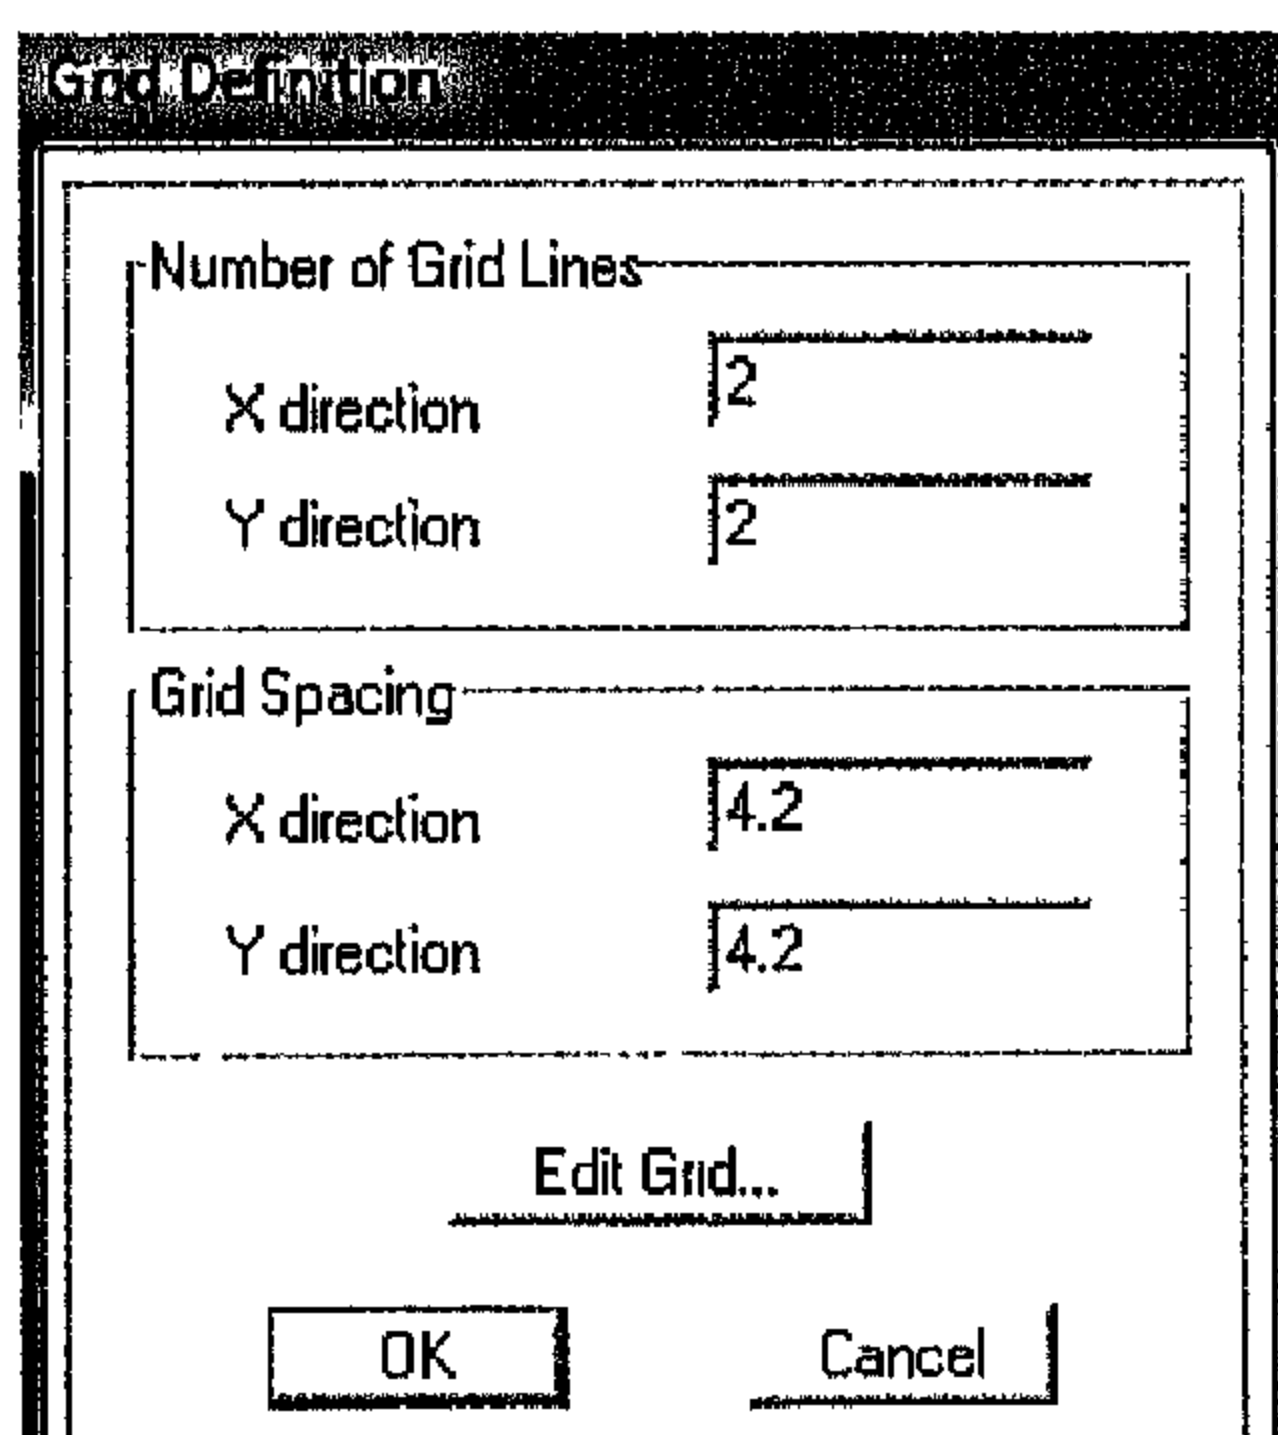 Grid Definition
Number of Grid Lines
X direction 2
Y direction 2
Grid Spacing
X direction 4.2
Y direction 4.2
Edit Grid...
OK Cancel